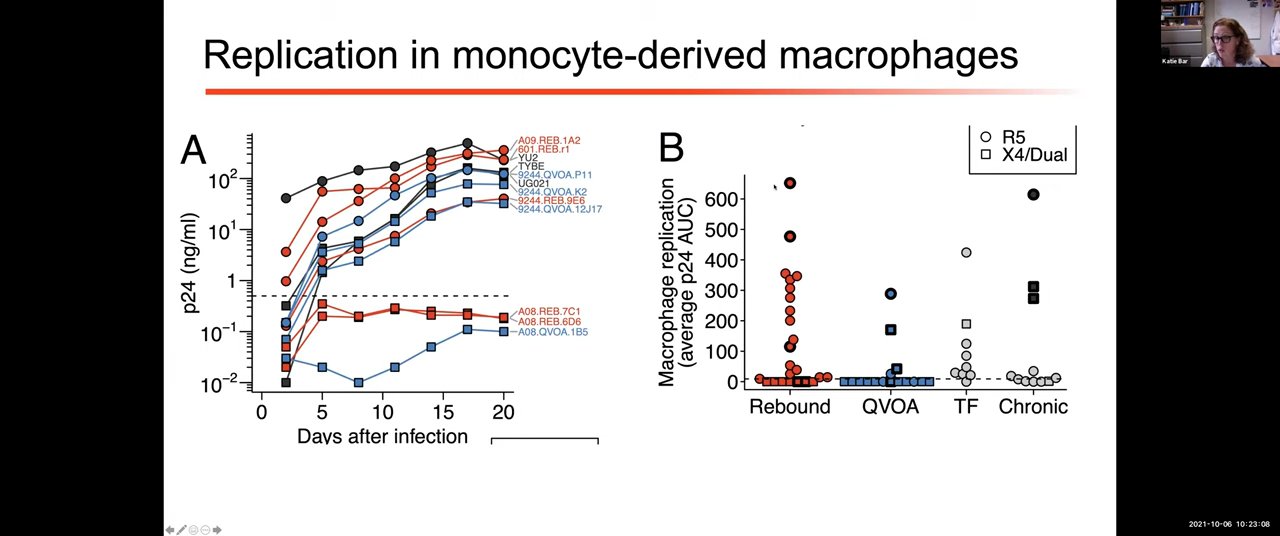 Replication in monocyte-derived macrophages
Katie Bar
A
p24 (ng/ml)
10²
10¹
1
10⁻¹
10⁻²
0 5 10 15 20
Days after infection
A09.REB.1A2
601.REB.r1
YU2
TYBE
9244.QVOA.P11
UG021
9244.QVOA.K2
9244.REB.9E6
9244.QVOA.12J17
A08.REB.7C1
A08.REB.6D6
A08.QVOA.1B5
B
R5
X4/Dual
Macrophage replication
(average p24 AUC)
600
500
400
300
200
100
0
Rebound QVOA TF Chronic
2021-10-06 10:23:08